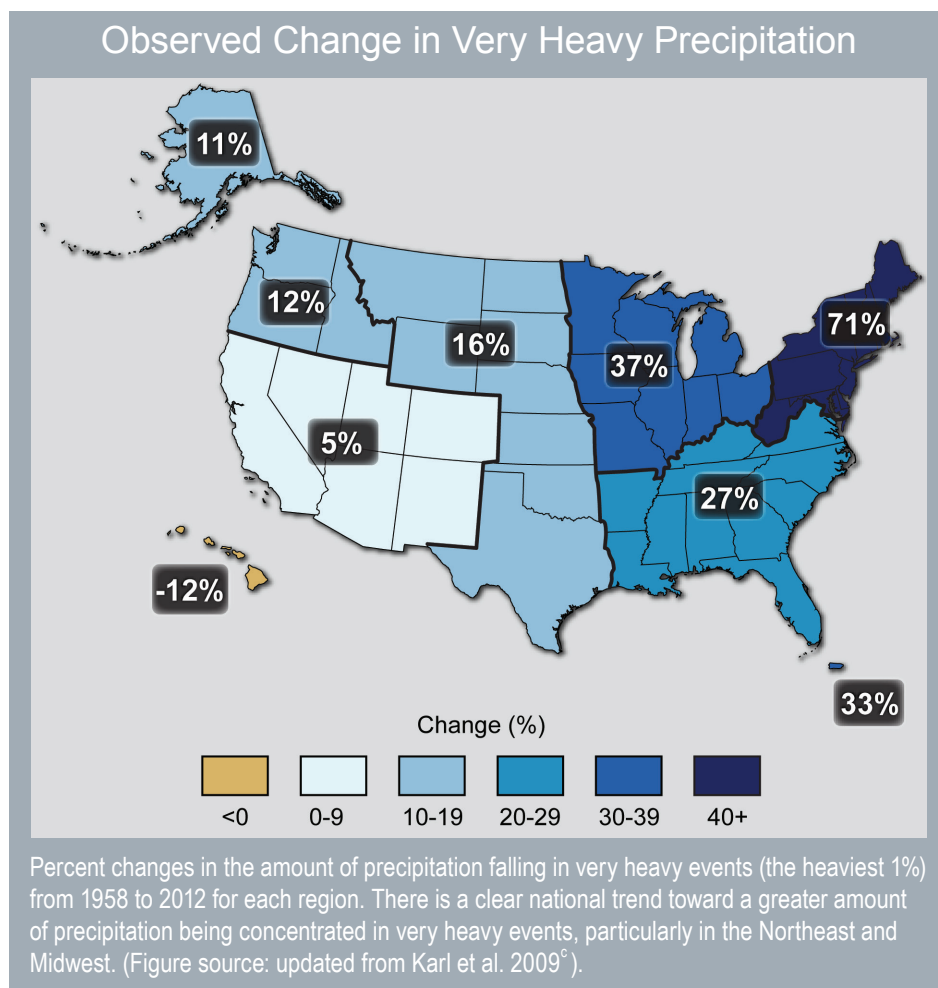 Observed Change in Very Heavy Precipitation
11%
12%
16%
37%
71%
5%
27%
-12%
33%
Change (%)
<0 0-9 10-19 20-29 30-39 40+
Percent changes in the amount of precipitation falling in very heavy events (the heaviest 1%)
from 1958 to 2012 for each region. There is a clear national trend toward a greater amount
of precipitation being concentrated in very heavy events, particularly in the Northeast and
Midwest. (Figure source: updated from Karl et al. 2009c).